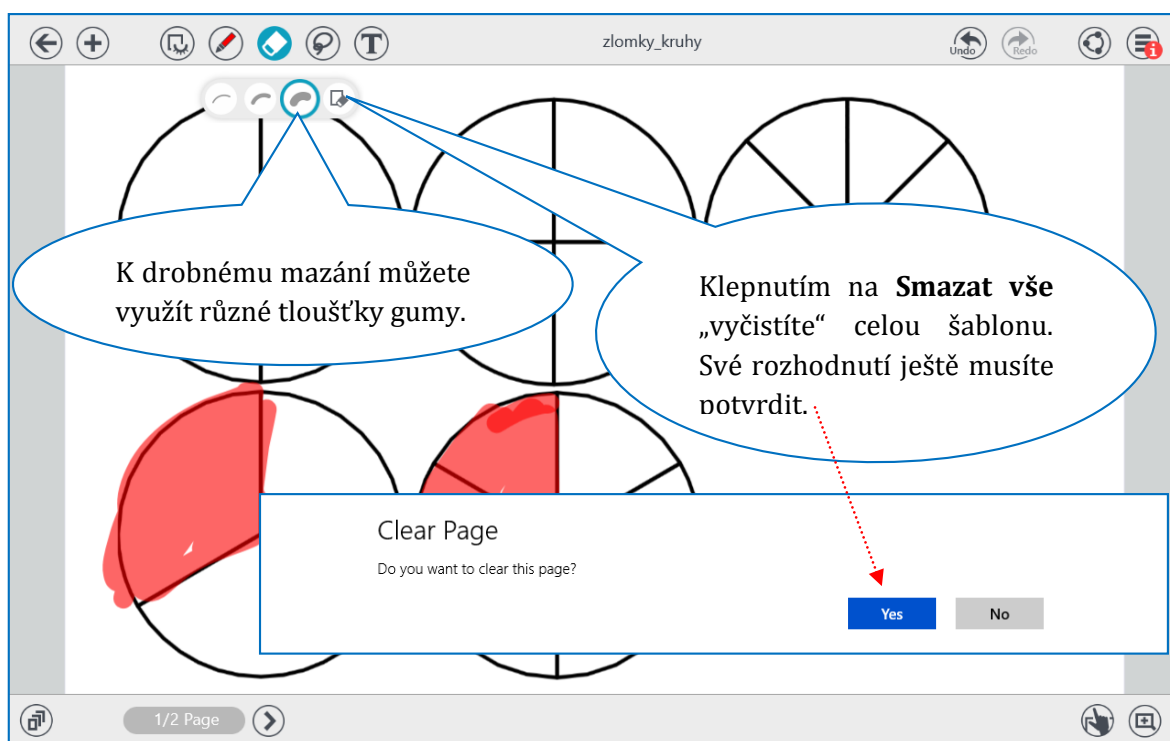 zlomky_kruhy
Undo
Redo
K drobnému mazání můžete
využít různé tloušťky gumy.
Klepnutím na Smazat vše
„vyčistíte“ celou šablonu.
Své rozhodnutí ještě musíte
potvrdit.
Clear Page
Do you want to clear this page?
Yes
No
1/2 Page